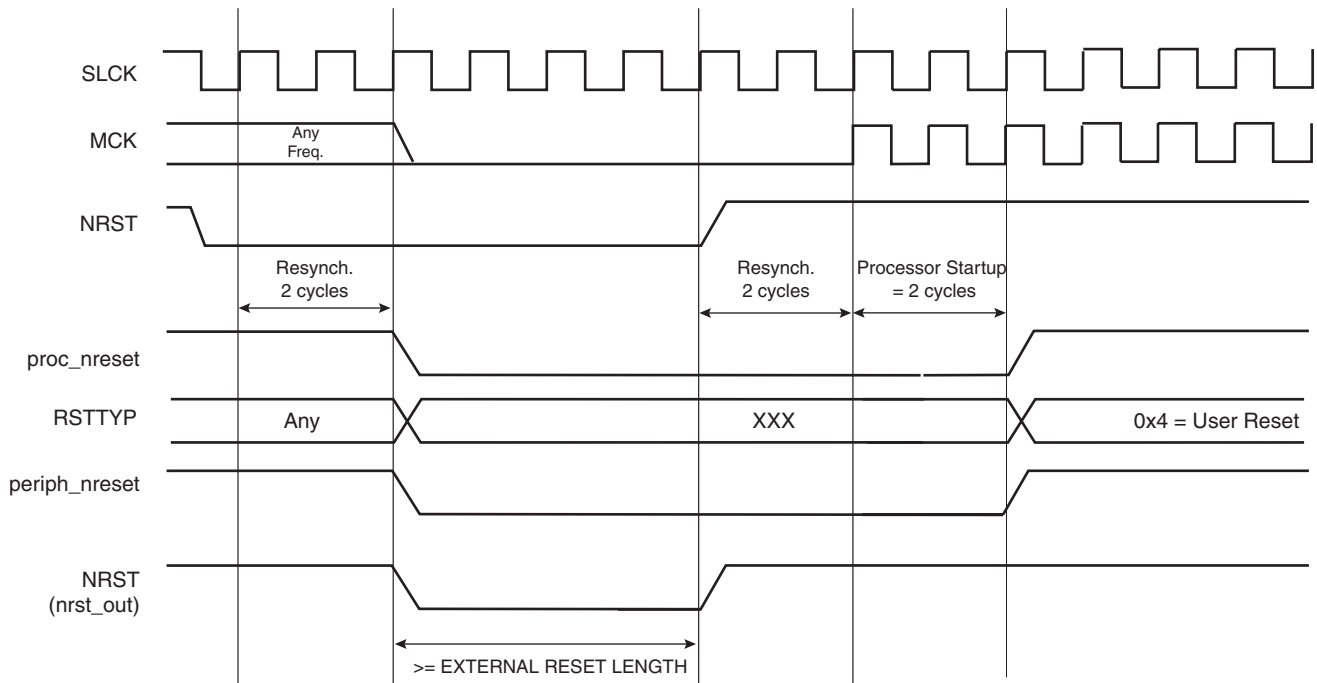 SLCK
MCK
Any
Freq.
NRST
Resynch.
2 cycles
Resynch.
2 cycles
Processor Startup
= 2 cycles
proc_nreset
RSTTYP
Any
XXX
0x4 = User Reset
periph_nreset
NRST
(nrst_out)
>= EXTERNAL RESET LENGTH